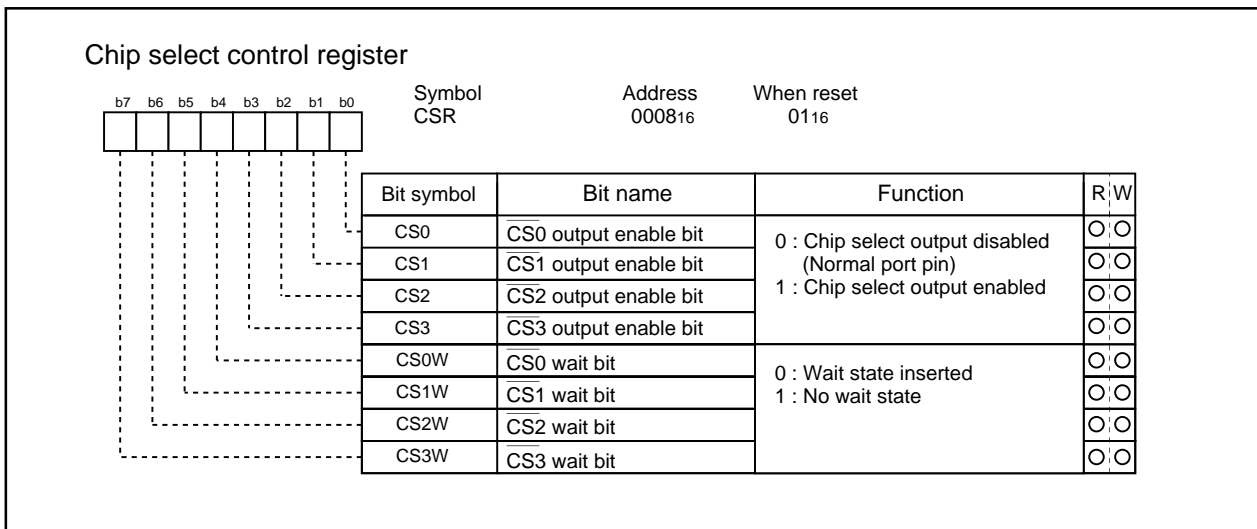 Chip select control register
b7 b6 b5 b4 b3 b2 b1 b0
Symbol Address When reset
CSR 000816 0116
Bit symbol Bit name Function R W
CS0 CS0 output enable bit 0 : Chip select output disabled
(Normal port pin)
CS1 CS1 output enable bit
CS2 CS2 output enable bit 1 : Chip select output enabled
CS3 CS3 output enable bit
CS0W CS0 wait bit 0 : Wait state inserted
CS1W CS1 wait bit 1 : No wait state
CS2W CS2 wait bit
CS3W CS3 wait bit